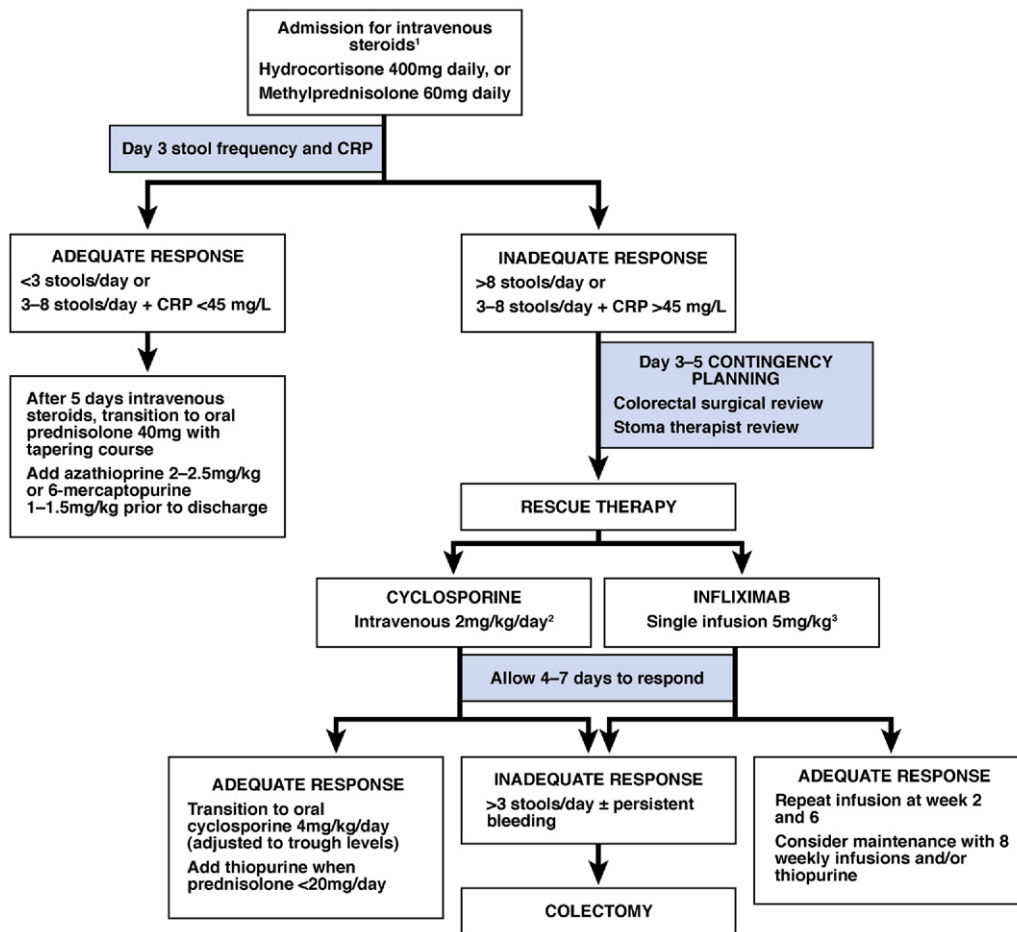 Admission for intravenous
steroids¹
Hydrocortisone 400mg daily, or
Methylprednisolone 60mg daily
Day 3 stool frequency and CRP
ADEQUATE RESPONSE
<3 stools/day or
3–8 stools/day + CRP <45 mg/L
INADEQUATE RESPONSE
>8 stools/day or
3–8 stools/day + CRP >45 mg/L
After 5 days intravenous
steroids, transition to oral
prednisolone 40mg with
tapering course
Add azathioprine 2–2.5mg/kg
or 6-mercaptopurine
1–1.5mg/kg prior to discharge
Day 3–5 CONTINGENCY
PLANNING
Colorectal surgical review
Stoma therapist review
RESCUE THERAPY
CYCLOSPORINE
Intravenous 2mg/kg/day²
INFLIXIMAB
Single infusion 5mg/kg³
Allow 4–7 days to respond
ADEQUATE RESPONSE
Transition to oral
cyclosporine 4mg/kg/day
(adjusted to trough levels)
Add thiopurine when
prednisolone <20mg/day
INADEQUATE RESPONSE
>3 stools/day ± persistent
bleeding
ADEQUATE RESPONSE
Repeat infusion at week 2
and 6
Consider maintenance with 8
weekly infusions and/or
thiopurine
COLECTOMY